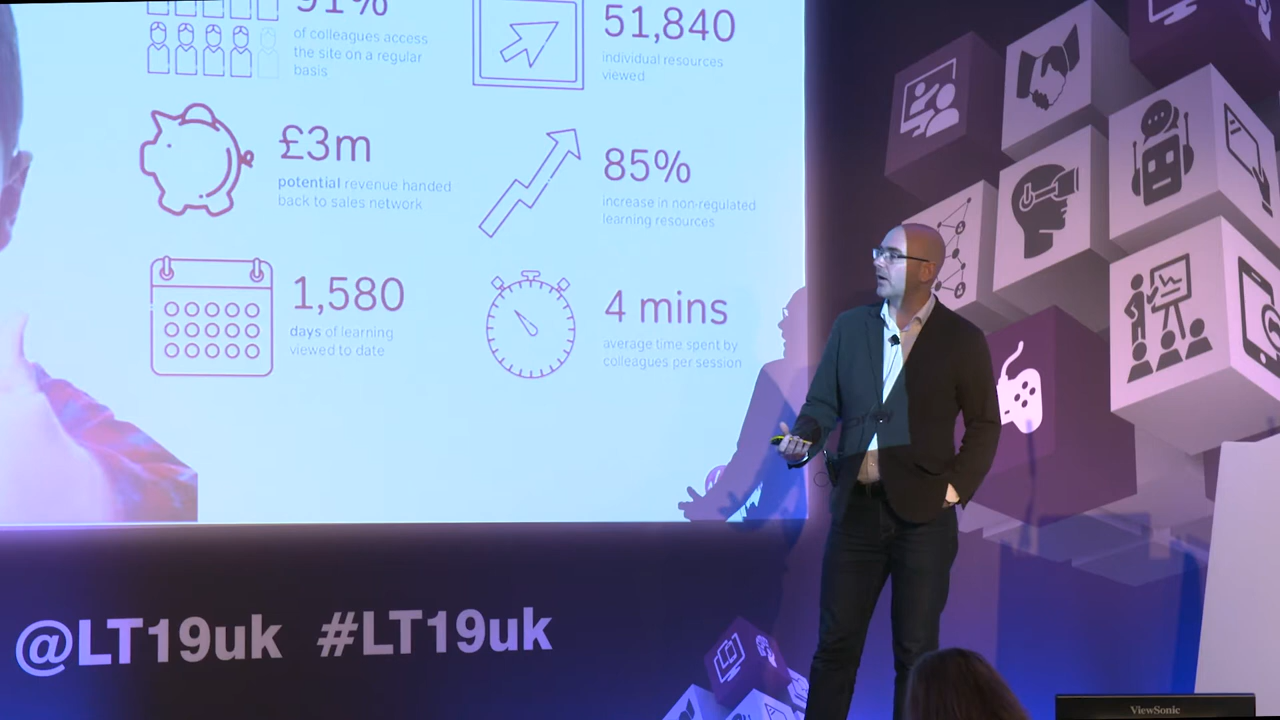 91%
of colleagues access
the site on a regular
basis
51,840
individual resources
viewed
£3m
potential revenue handed
back to sales network
85%
increase in non-regulated
learning resources
1,580
days of learning
viewed to date
4 mins
average time spent by
colleagues per session
@LT19uk #LT19uk
ViewSonic